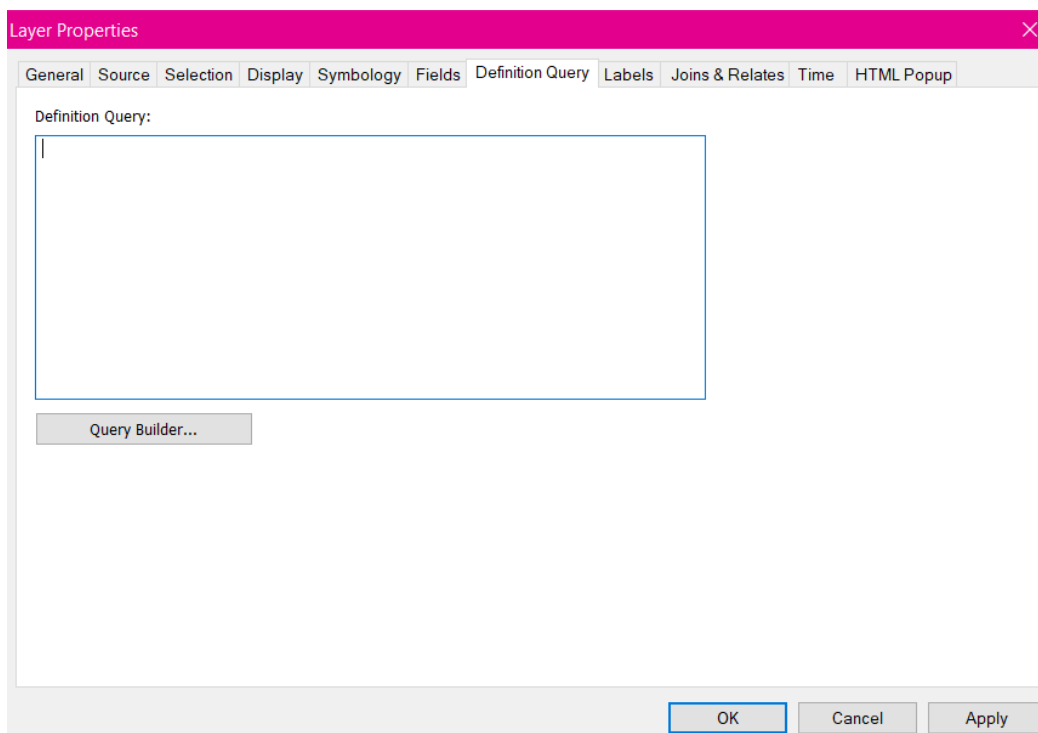 Layer Properties
General Source Selection Display Symbology Fields Definition Query Labels Joins & Relates Time HTML Popup
Definition Query:
Query Builder...
OK Cancel Apply